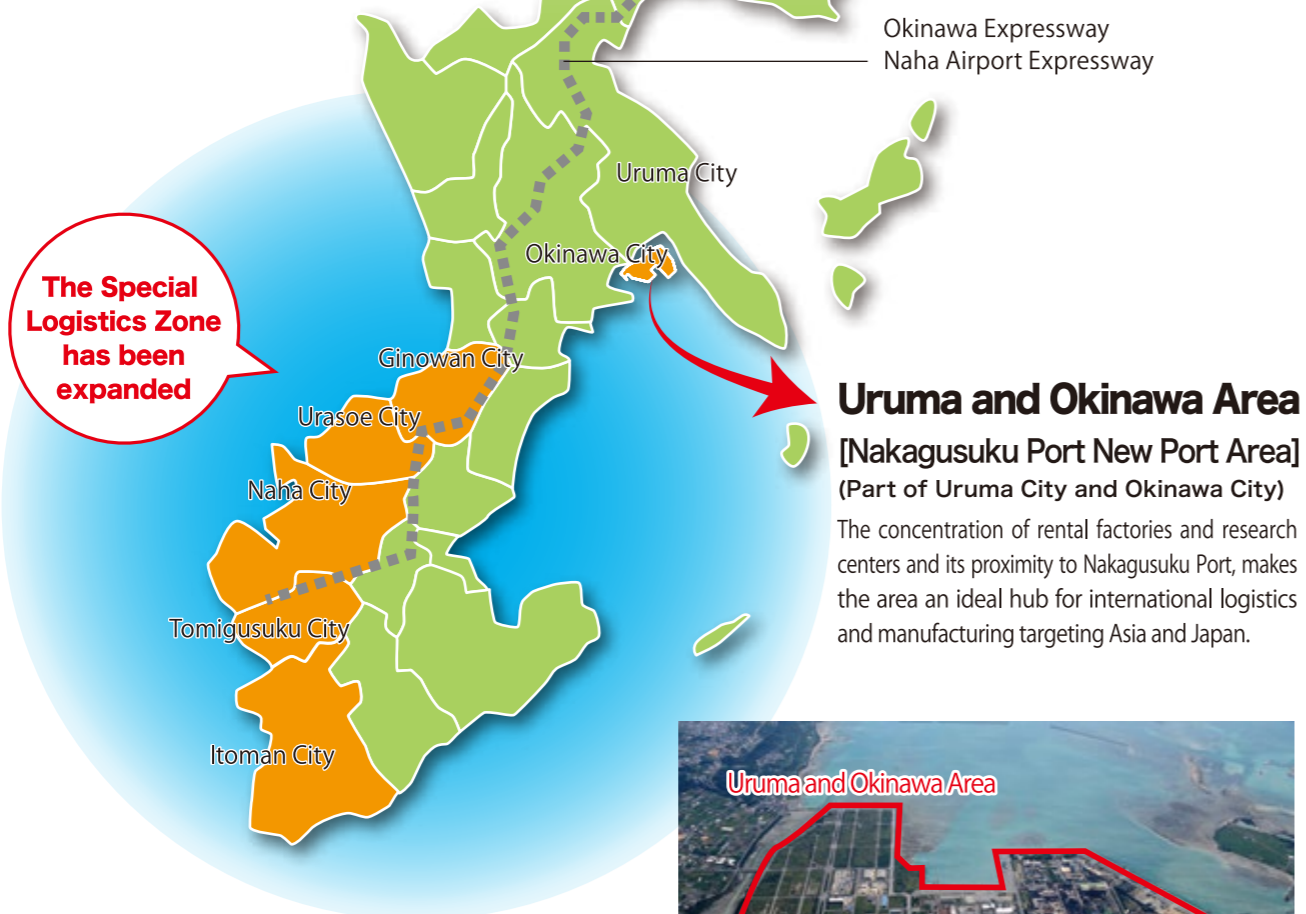 Okinawa Expressway
Naha Airport Expressway
Uruma City
Okinawa City
The Special
Logistics Zone
has been
expanded
Ginowan City
Urasoe City
Naha City
Tomigusuku City
Itoman City
Uruma and Okinawa Area
[Nakagusuku Port New Port Area]
(Part of Uruma City and Okinawa City)
The concentration of rental factories and research
centers and its proximity to Nakagusuku Port, makes
the area an ideal hub for international logistics
and manufacturing targeting Asia and Japan.
Uruma and Okinawa Area